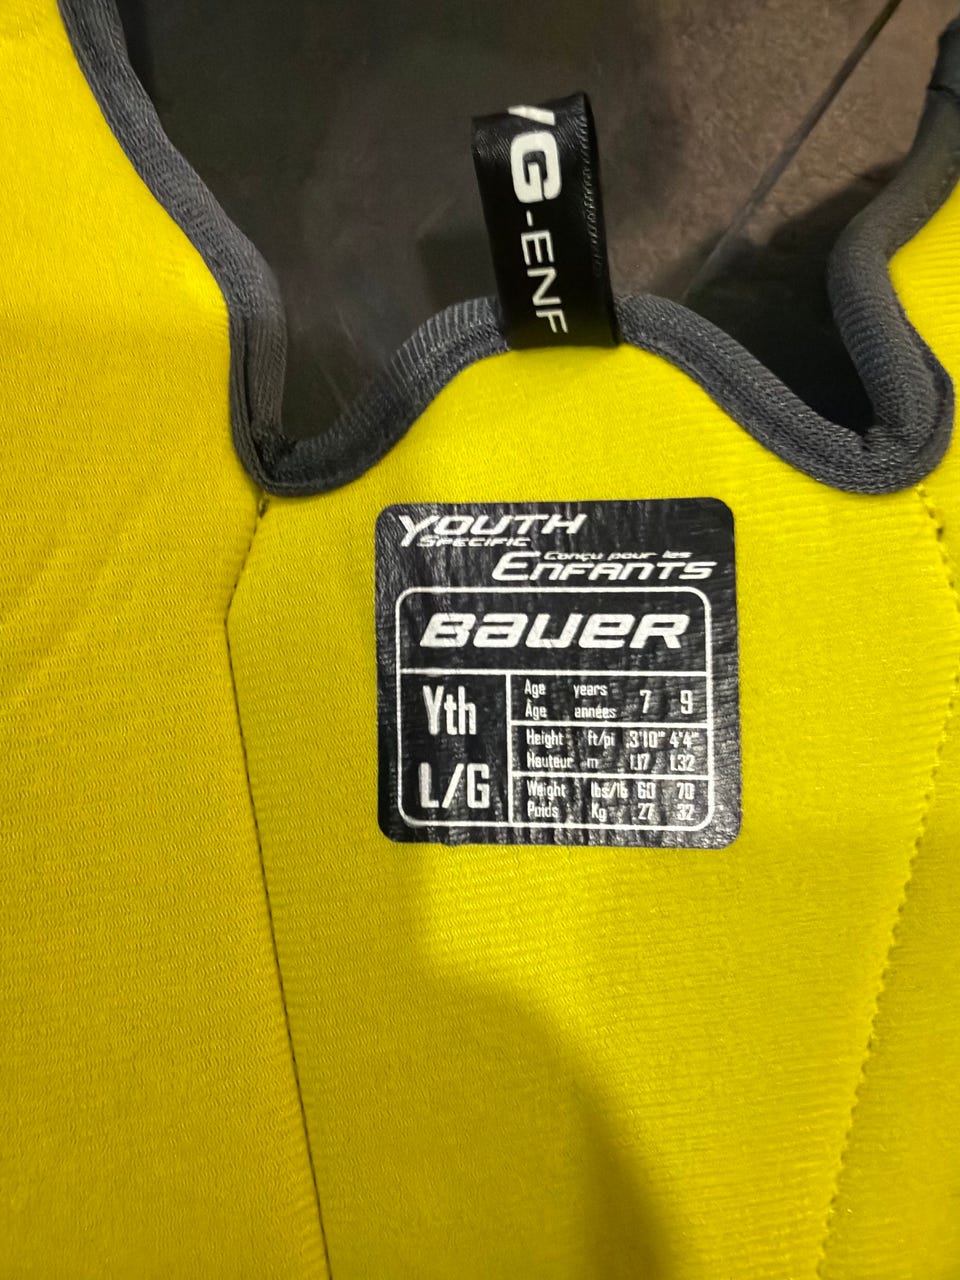 YG-ENF
YOUTH
SPECIFIC
Conçu pour les
ENFANTS
BAUER
Yth
L/G
Age years 7 9
Âge années
Height ft/pi 3'10" 4'4"
Hauteur m 1.17 1.32
Weight lbs/lb 60 70
Poids Kg 27 32